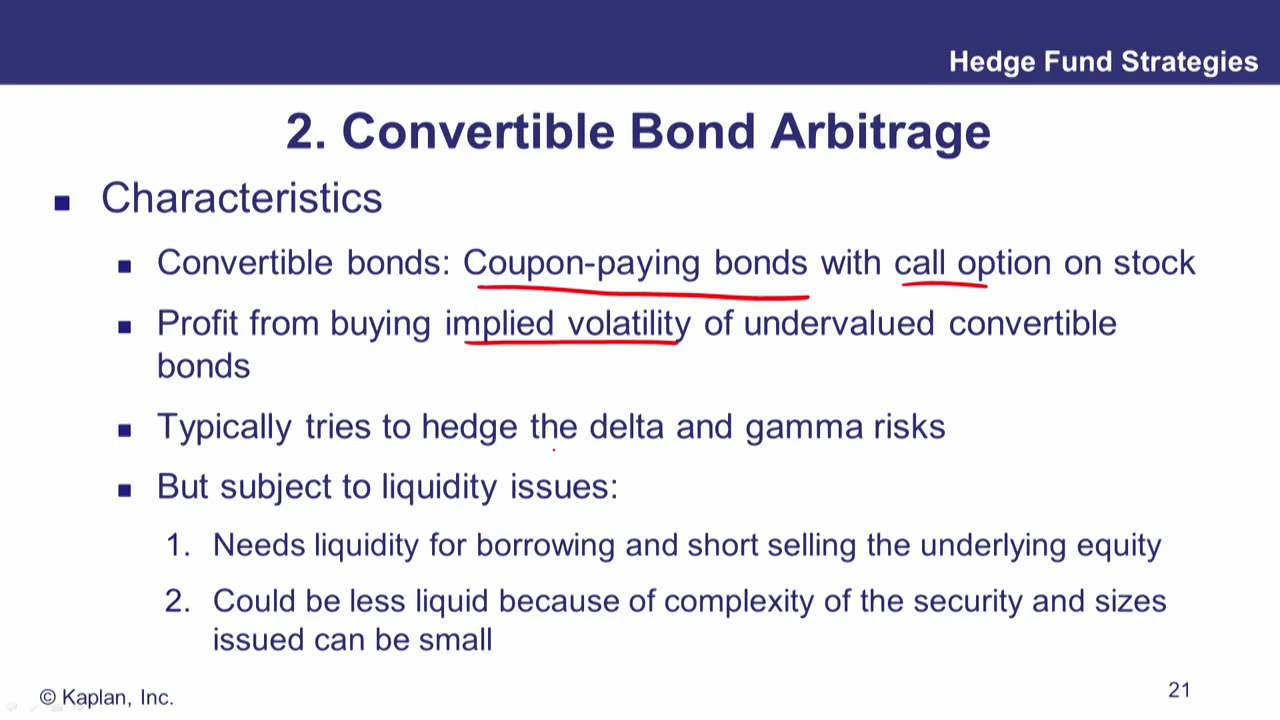 Hedge Fund Strategies
2. Convertible Bond Arbitrage
Characteristics
Convertible bonds: Coupon-paying bonds with call option on stock
Profit from buying implied volatility of undervalued convertible
bonds
Typically tries to hedge the delta and gamma risks
But subject to liquidity issues:
1. Needs liquidity for borrowing and short selling the underlying equity
2. Could be less liquid because of complexity of the security and sizes
issued can be small
© Kaplan, Inc.
21